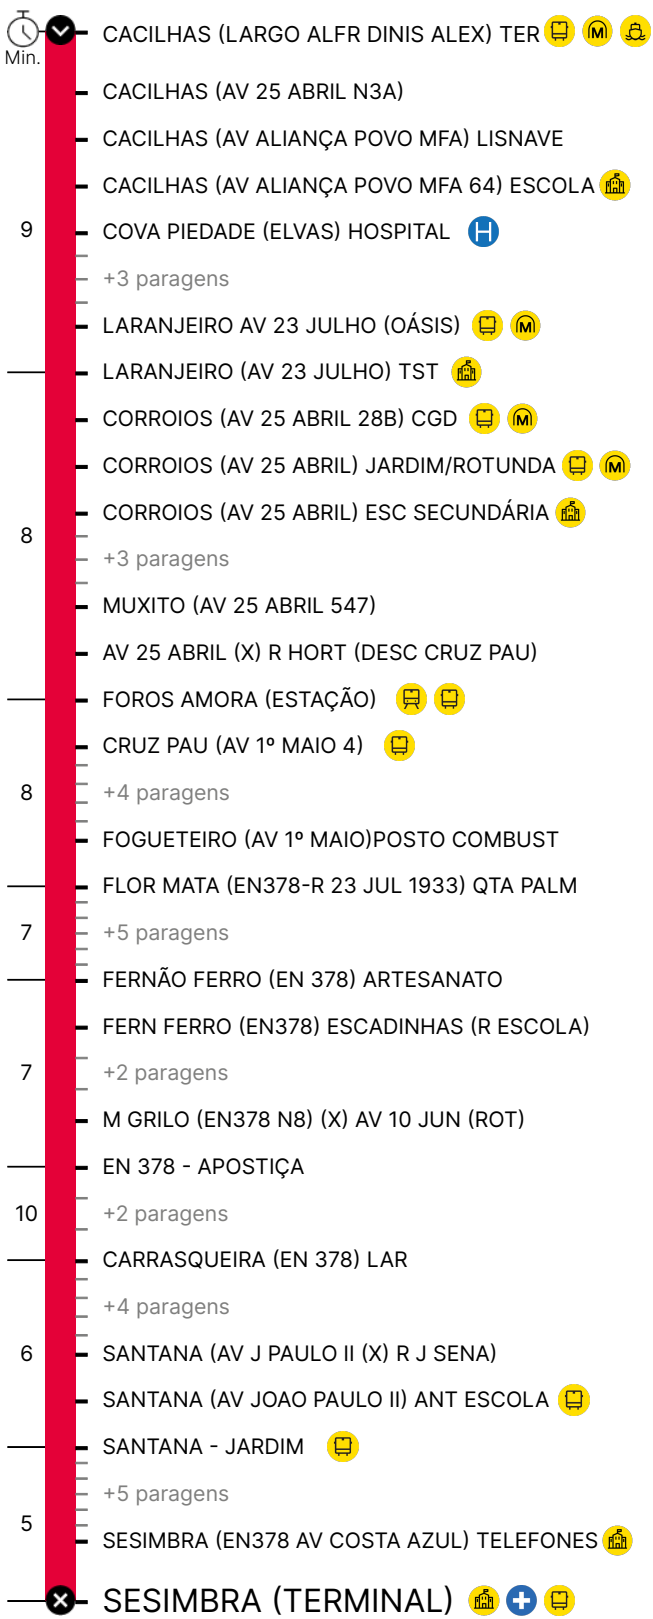 CACILHAS (LARGO ALFR DINIS ALEX) TER
Min.
CACILHAS (AV 25 ABRIL N3A)
CACILHAS (AV ALIANÇA POVO MFA) LISNAVE
CACILHAS (AV ALIANÇA POVO MFA 64) ESCOLA
9 COVA PIEDADE (ELVAS) HOSPITAL H
+3 paragens
LARANJEIRO AV 23 JULHO (OÁSIS)
LARANJEIRO (AV 23 JULHO) TST
CORROIOS (AV 25 ABRIL 28B) CGD
CORROIOS (AV 25 ABRIL) JARDIM/ROTUNDA
CORROIOS (AV 25 ABRIL) ESC SECUNDÁRIA
8
+3 paragens
MUXITO (AV 25 ABRIL 547)
AV 25 ABRIL (X) R HORT (DESC CRUZ PAU)
FOROS AMORA (ESTAÇÃO)
CRUZ PAU (AV 1º MAIO 4)
8 +4 paragens
FOGUETEIRO (AV 1º MAIO)POSTO COMBUST
FLOR MATA (EN378-R 23 JUL 1933) QTA PALM
7 +5 paragens
FERNÃO FERRO (EN 378) ARTESANATO
FERN FERRO (EN378) ESCADINHAS (R ESCOLA)
7 +2 paragens
M GRILO (EN378 N8) (X) AV 10 JUN (ROT)
EN 378 - APOSTIÇA
10 +2 paragens
CARRASQUEIRA (EN 378) LAR
+4 paragens
6 SANTANA (AV J PAULO II (X) R J SENA)
SANTANA (AV JOAO PAULO II) ANT ESCOLA
SANTANA - JARDIM
+5 paragens
5
SESIMBRA (EN378 AV COSTA AZUL) TELEFONES
SESIMBRA (TERMINAL)